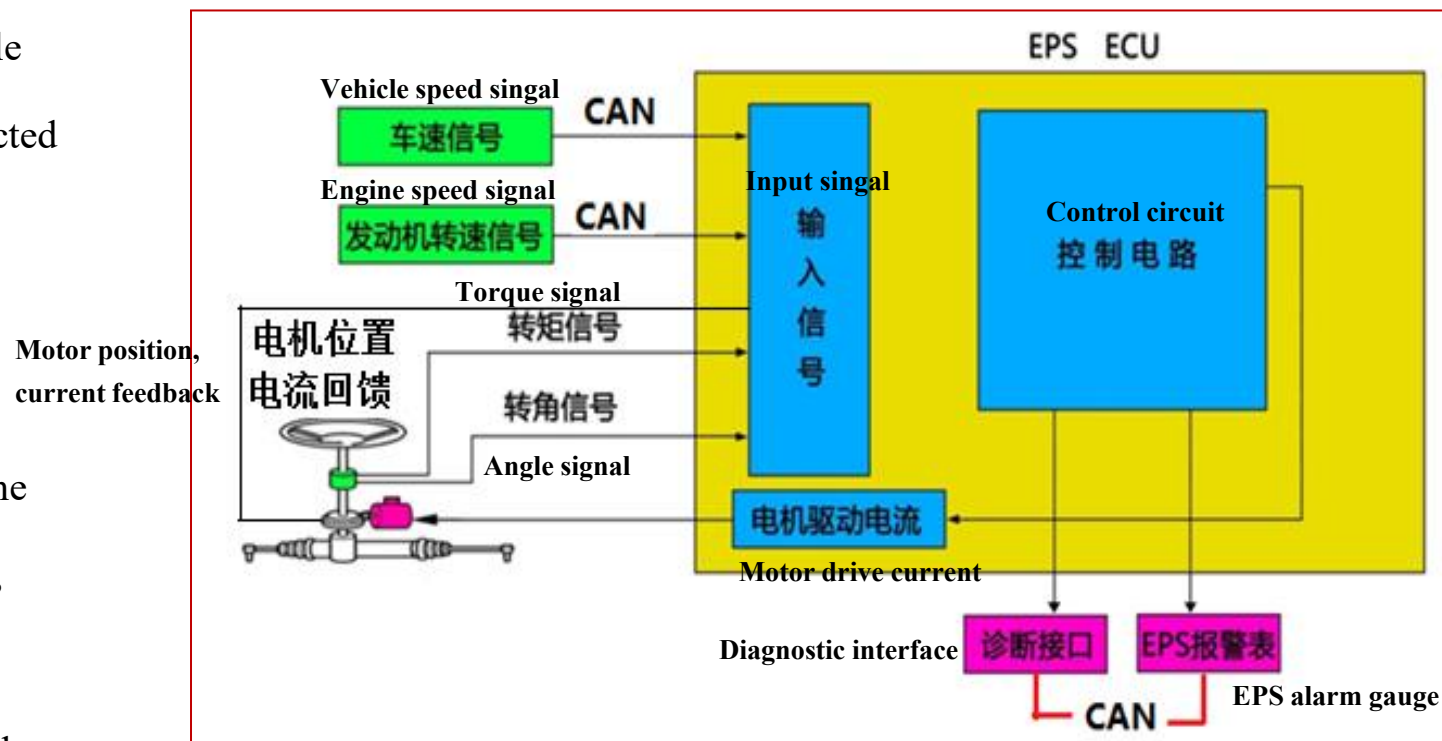 le
cted
ne
EPS ECU
Vehicle speed singal
车速信号
CAN
Engine speed signal
发动机转速信号
CAN
Input singal
输入信号
Control circuit
控制电路
Torque signal
转矩信号
Motor position,
current feedback
电机位置
电流回馈
转角信号
Angle signal
电机驱动电流
Motor drive current
Diagnostic interface
诊断接口
EPS报警表
EPS alarm gauge
CAN